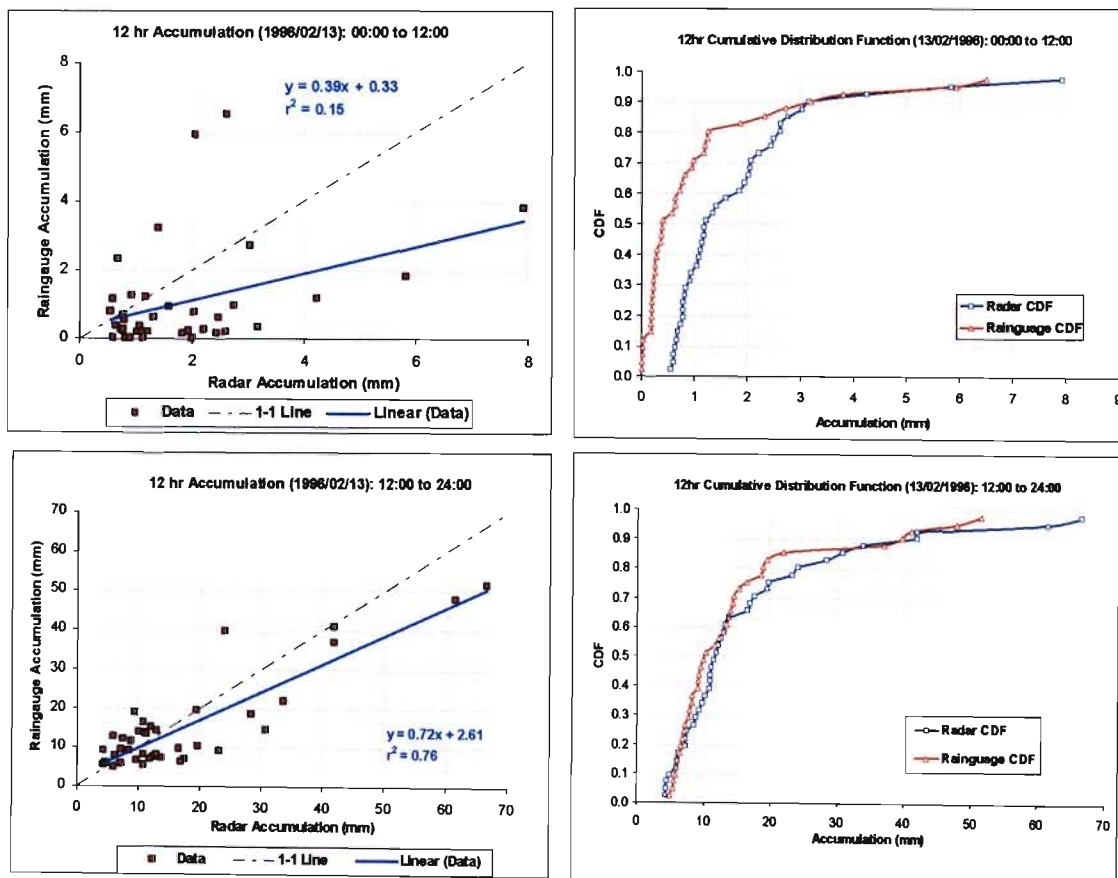 12 hr Accumulation (1996/02/13): 00:00 to 12:00
8
6
4
2
0
Raingauge Accumulation (mm)
y = 0.39x + 0.33
r² = 0.15
0 2 4 6 8
Radar Accumulation (mm)
Data 1-1 Line Linear (Data)
12hr Cumulative Distribution Function (13/02/1996): 00:00 to 12:00
1.0
0.9
0.8
0.7
0.6
0.5
0.4
0.3
0.2
0.1
0.0
CDF
Radar CDF
Rainguage CDF
0 1 2 3 4 5 6 7 8 9
Accumulation (mm)
12 hr Accumulation (1996/02/13): 12:00 to 24:00
70
60
50
40
30
20
10
0
Raingauge Accumulation (mm)
y = 0.72x + 2.61
r² = 0.76
0 10 20 30 40 50 60 70
Radar Accumulation (mm)
Data 1-1 Line Linear (Data)
12hr Cumulative Distribution Function (13/02/1996): 12:00 to 24:00
1.0
0.9
0.8
0.7
0.6
0.5
0.4
0.3
0.2
0.1
0.0
CDF
Radar CDF
Rainguage CDF
0 10 20 30 40 50 60 70
Accumulation (mm)